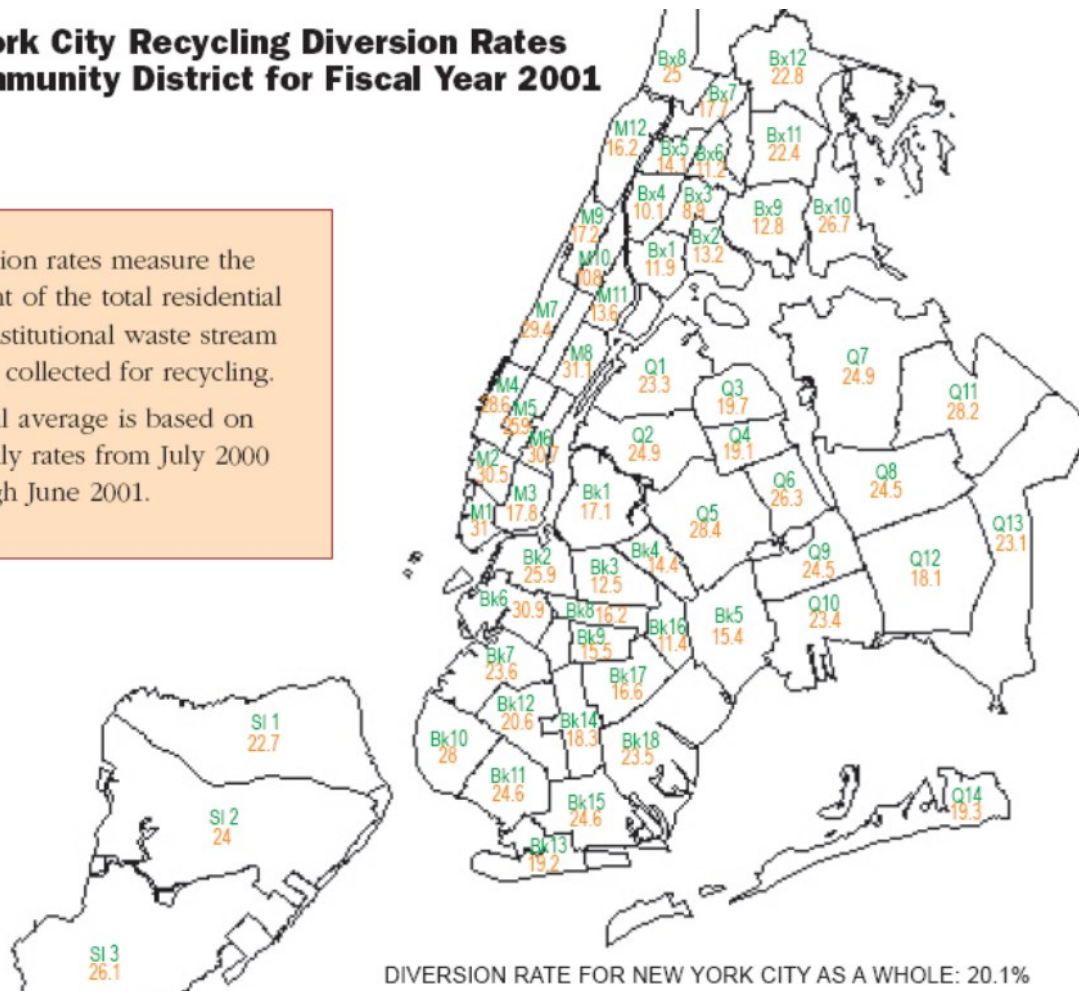 ork City Recycling Diversion Rates
mmunity District for Fiscal Year 2001
ion rates measure the
nt of the total residential
stitutional waste stream
collected for recycling.
l average is based on
ly rates from July 2000
gh June 2001.
Bx8
25
Bx12
22.8
Bx7
17.7
M12
16.2
Bx5
14.1
Bx6
11.2
Bx11
22.4
Bx4
10.1
Bx3
8.9
Bx9
12.8
Bx10
26.7
M9
17.2
Bx2
13.2
Bx1
11.9
M10
10.8
M11
13.6
M7
29.4
M8
31.1
Q1
23.3
Q7
24.9
Q3
19.7
Q11
28.2
M4
28.6
M5
25.9
M6
30.7
Q2
24.9
Q4
19.1
M2
30.5
Q8
24.5
Q6
26.3
M3
17.8
Bk1
17.1
M1
31
Q5
28.4
Q13
23.1
Bk2
25.9
Bk3
12.5
Bk4
14.4
Q9
24.5
Q12
18.1
Bk6 30.9
Bk8 16.2
Q10
23.4
Bk5
15.4
Bk9
15.5
Bk16
11.4
Bk7
23.6
Bk17
16.6
Bk12
20.6
Bk14
18.3
Bk10
28
Bk18
23.5
SI 1
22.7
Bk11
24.6
Bk15
24.6
Q14
19.3
SI 2
24
Bk13
19.2
SI 3
26.1
DIVERSION RATE FOR NEW YORK CITY AS A WHOLE: 20.1%